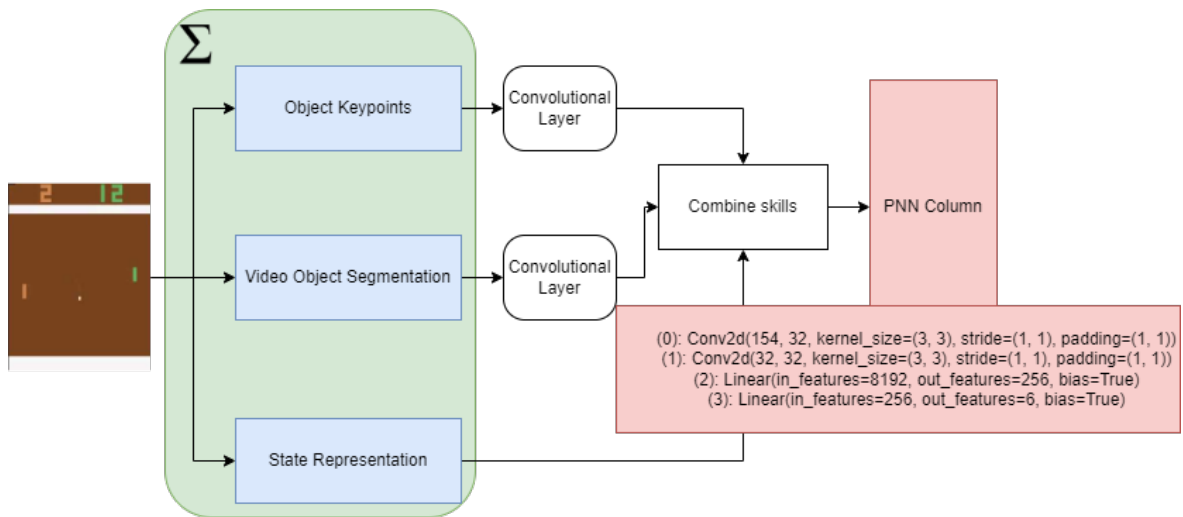 Σ
Object Keypoints
Convolutional
Layer
2 12
Combine skills
PNN Column
Video Object Segmentation
Convolutional
Layer
(0): Conv2d(154, 32, kernel_size=(3, 3), stride=(1, 1), padding=(1, 1))
(1): Conv2d(32, 32, kernel_size=(3, 3), stride=(1, 1), padding=(1, 1))
(2): Linear(in_features=8192, out_features=256, bias=True)
(3): Linear(in_features=256, out_features=6, bias=True)
State Representation